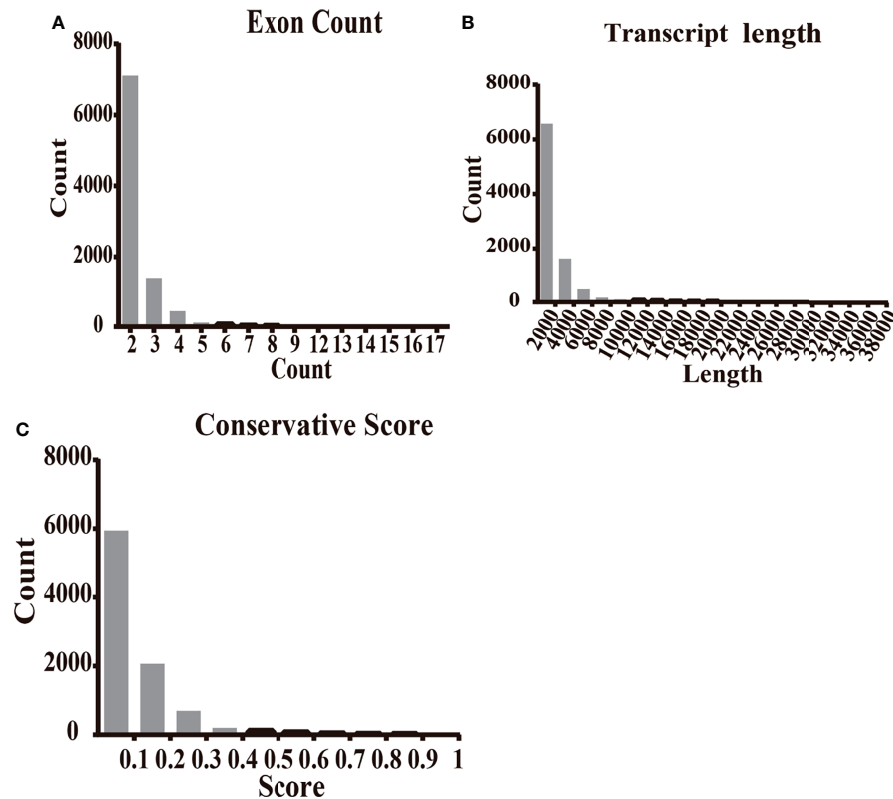 A
Exon Count
8000
6000
4000
2000
0
Count
2 3 4 5 6 7 8 9 12 13 14 15 16 17
Count
B
Transcript length
8000
6000
4000
2000
0
Count
2000 4000 6000 8000 10000 12000 14000 16000 18000 20000 22000 24000 26000 28000 30000 32000 34000 36000 38000
Length
C
Conservative Score
8000
6000
4000
2000
0
Count
0.1 0.2 0.3 0.4 0.5 0.6 0.7 0.8 0.9 1
Score